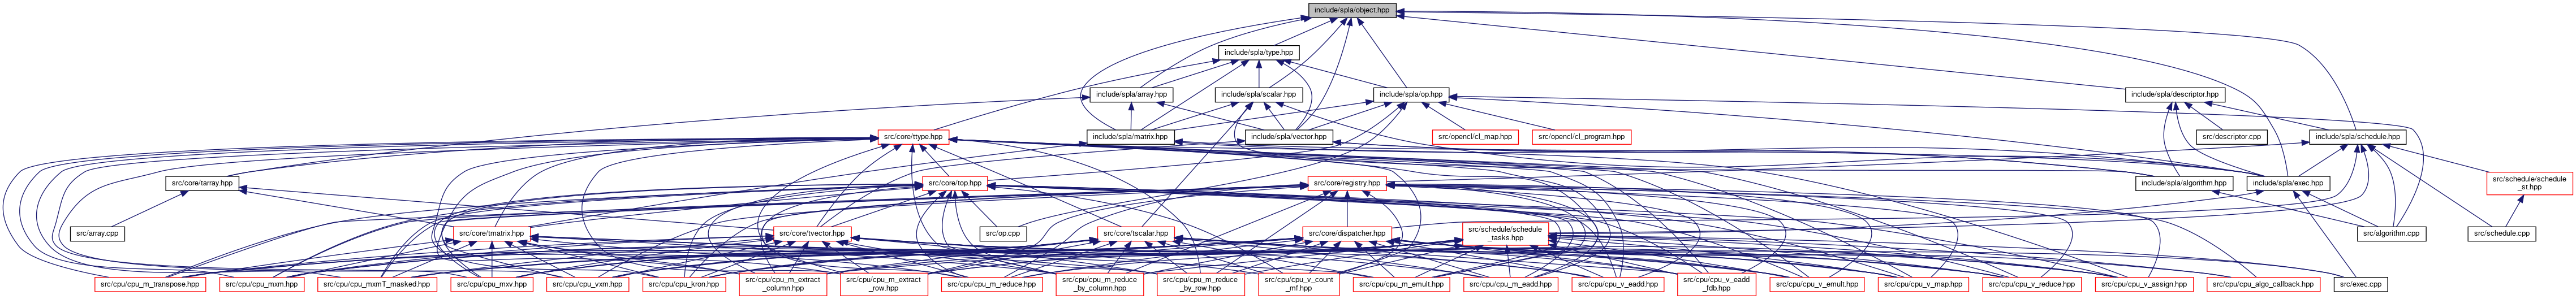 include/spla/object.hpp
include/spla/type.hpp
include/spla/array.hpp
include/spla/scalar.hpp
include/spla/op.hpp
include/spla/descriptor.hpp
src/core/ttype.hpp
include/spla/matrix.hpp
include/spla/vector.hpp
src/opencl/cl_map.hpp
src/opencl/cl_program.hpp
src/descriptor.cpp
include/spla/schedule.hpp
src/core/tarray.hpp
src/core/top.hpp
src/core/registry.hpp
include/spla/algorithm.hpp
include/spla/exec.hpp
src/schedule/schedule
_st.hpp
src/array.cpp
src/core/tmatrix.hpp
src/core/tvector.hpp
src/op.cpp
src/core/tscalar.hpp
src/core/dispatcher.hpp
src/schedule/schedule
_tasks.hpp
src/algorithm.cpp
src/schedule.cpp
src/cpu/cpu_m_transpose.hpp
src/cpu/cpu_mxm.hpp
src/cpu/cpu_mxmT_masked.hpp
src/cpu/cpu_mxv.hpp
src/cpu/cpu_vxm.hpp
src/cpu/cpu_kron.hpp
src/cpu/cpu_m_extract
_column.hpp
src/cpu/cpu_m_extract
_row.hpp
src/cpu/cpu_m_reduce.hpp
src/cpu/cpu_m_reduce
_by_column.hpp
src/cpu/cpu_m_reduce
_by_row.hpp
src/cpu/cpu_v_count
_mf.hpp
src/cpu/cpu_m_emult.hpp
src/cpu/cpu_m_eadd.hpp
src/cpu/cpu_v_eadd.hpp
src/cpu/cpu_v_eadd
_fdb.hpp
src/cpu/cpu_v_emult.hpp
src/cpu/cpu_v_map.hpp
src/cpu/cpu_v_reduce.hpp
src/cpu/cpu_v_assign.hpp
src/cpu/cpu_algo_callback.hpp
src/exec.cpp